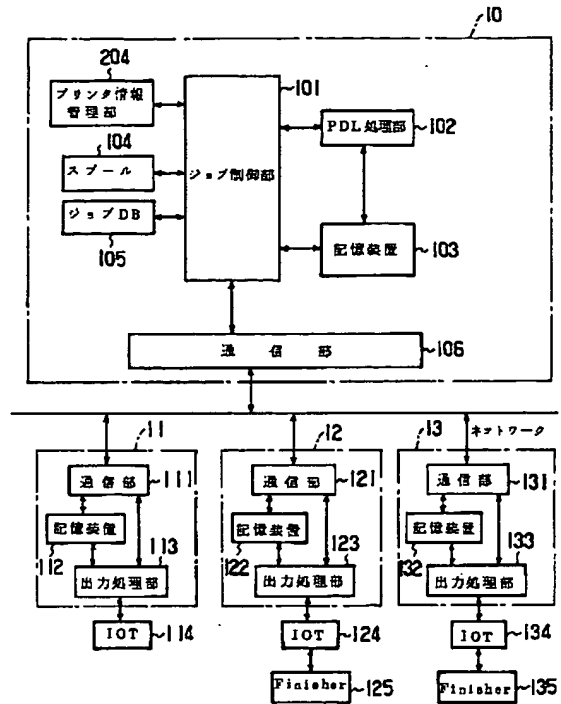 10
204
プリンタ情報
管理部
101
ジョブ制御部
PDL処理部
102
104
スプール
ジョブDB
105
記憶装置
103
通信部
106
ネットワーク
11
通信部
111
記憶装置
112
113
出力処理部
IOT
114
12
通信部
121
記憶装置
122
123
出力処理部
IOT
124
Finisher
125
13
通信部
131
記憶装置
132
133
出力処理部
IOT
134
Finisher
135